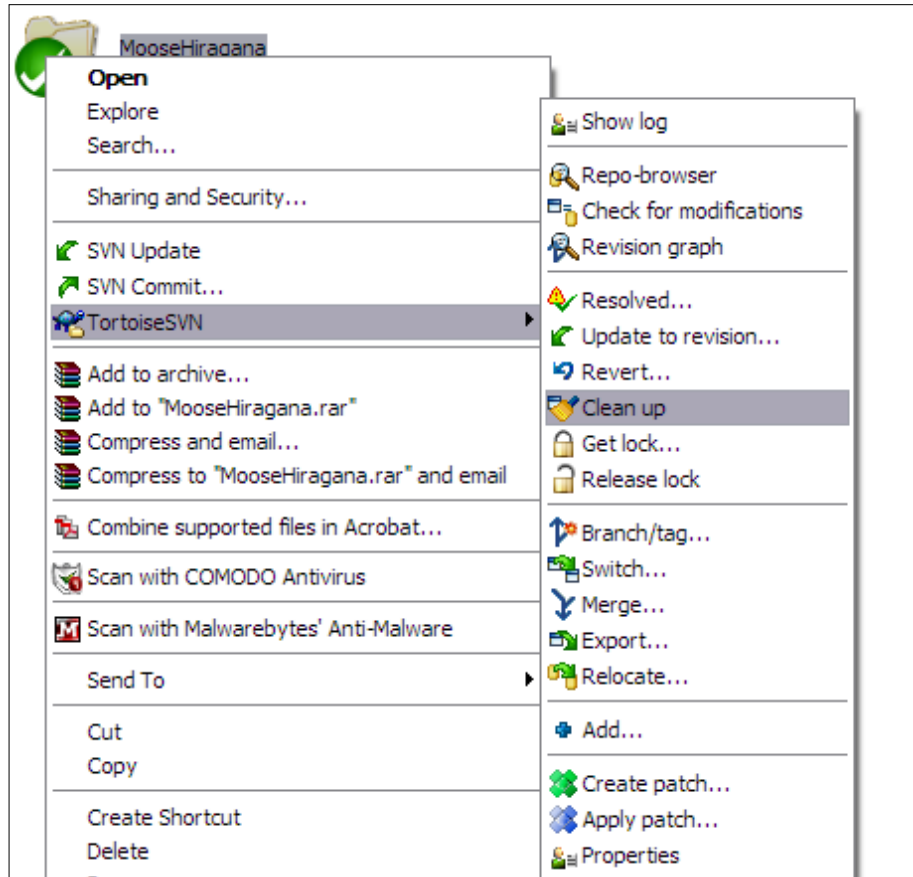 MooseHiragana
Open
Explore
Search...
Sharing and Security...
SVN Update
SVN Commit...
TortoiseSVN
Add to archive...
Add to "MooseHiragana.rar"
Compress and email...
Compress to "MooseHiragana.rar" and email
Combine supported files in Acrobat...
Scan with COMODO Antivirus
Scan with Malwarebytes' Anti-Malware
Send To
Cut
Copy
Create Shortcut
Delete
Show log
Repo-browser
Check for modifications
Revision graph
Resolved...
Update to revision...
Revert...
Clean up
Get lock...
Release lock
Branch/tag...
Switch...
Merge...
Export...
Relocate...
Add...
Create patch...
Apply patch...
Properties